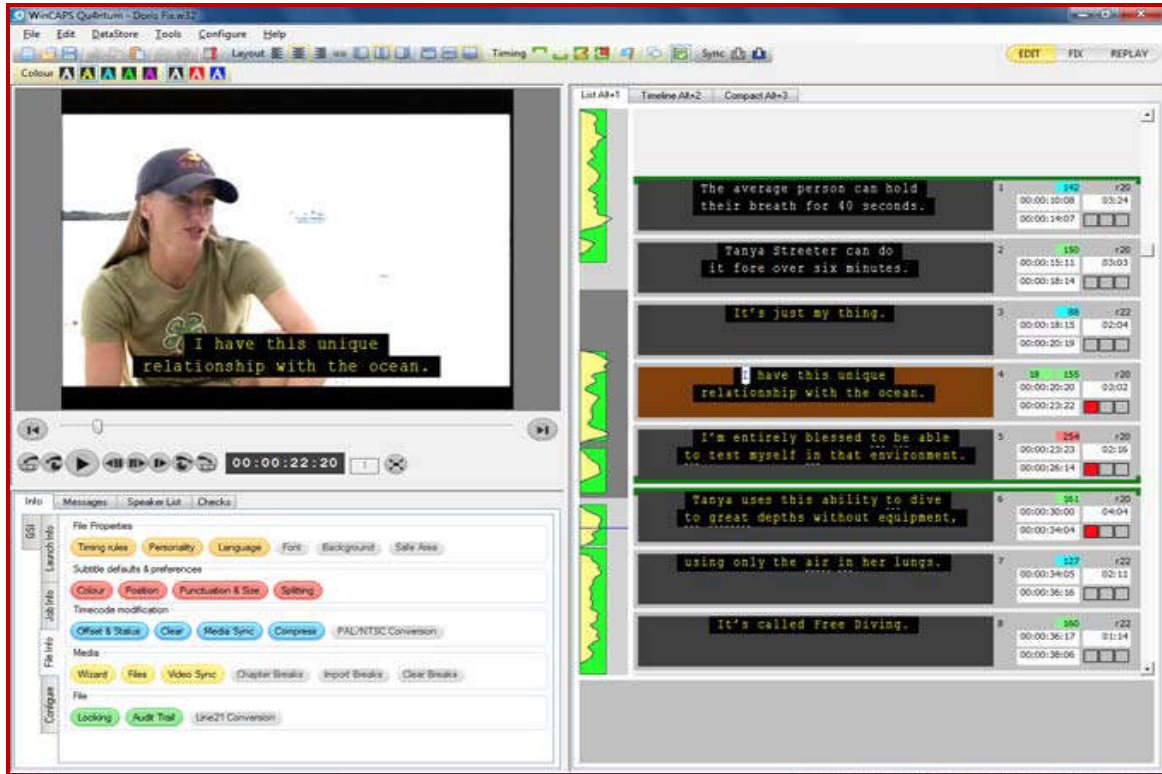 WinCAPS Qu4ntum - Doris Fix.w32
File Edit DataStore Tools Configure Help
Layout Timing Sync EDIT FIX REPLAY
Colour A A A A A A A A A
List Alt+1 Timeline Alt+2 Compact Alt+3
I have this unique
relationship with the ocean.
00:00:22:20 1
Info Messages Speaker List Checks
GSI
Launch Info
Job Info
File Info
Configure
File Properties
Timing rules Personality Language Font Background Safe Area
Subtitle defaults & preferences
Colour Position Punctuation & Size Splitting
Timecode modification
Offset & Status Clear Media Sync Compress PAL/NTSC Conversion
Media
Wizard Files Video Sync Chapter Breaks Import Breaks Clear Breaks
File
Locking Audit Trail Line21 Conversion
The average person can hold 1 142 r20
their breath for 40 seconds. 00:00:10:08 03:24
00:00:14:07
Tanya Streeter can do 2 150 r20
it fore over six minutes. 00:00:15:11 03:03
00:00:18:14
It's just my thing. 3 88 r22
00:00:18:15 02:04
00:00:20:19
I have this unique 4 18 155 r20
relationship with the ocean. 00:00:20:20 03:02
00:00:23:22
I'm entirely blessed to be able 5 254 r20
to test myself in that environment. 00:00:23:23 02:16
00:00:26:14
Tanya uses this ability to dive 6 161 r20
to great depths without equipment, 00:00:30:00 04:04
00:00:34:04
using only the air in her lungs. 7 127 r22
00:00:34:05 02:11
00:00:36:16
It's called Free Diving. 8 160 r22
00:00:36:17 01:14
00:00:38:06